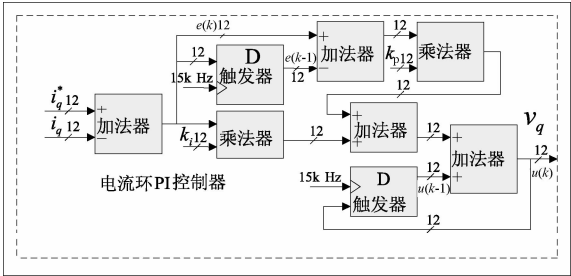 e(k)12
12
D
触发器
15k Hz
e(k-1)
12
+
−
加法器
12
k_p12
乘法器
12
i_q^* 12
i_q 12
+
−
加法器
k_i12
乘法器
12
+
+
加法器
12
+
+
加法器
v_q
12
u(k)
15k Hz
D
触发器
12
u(k-1)
12
电流环PI控制器